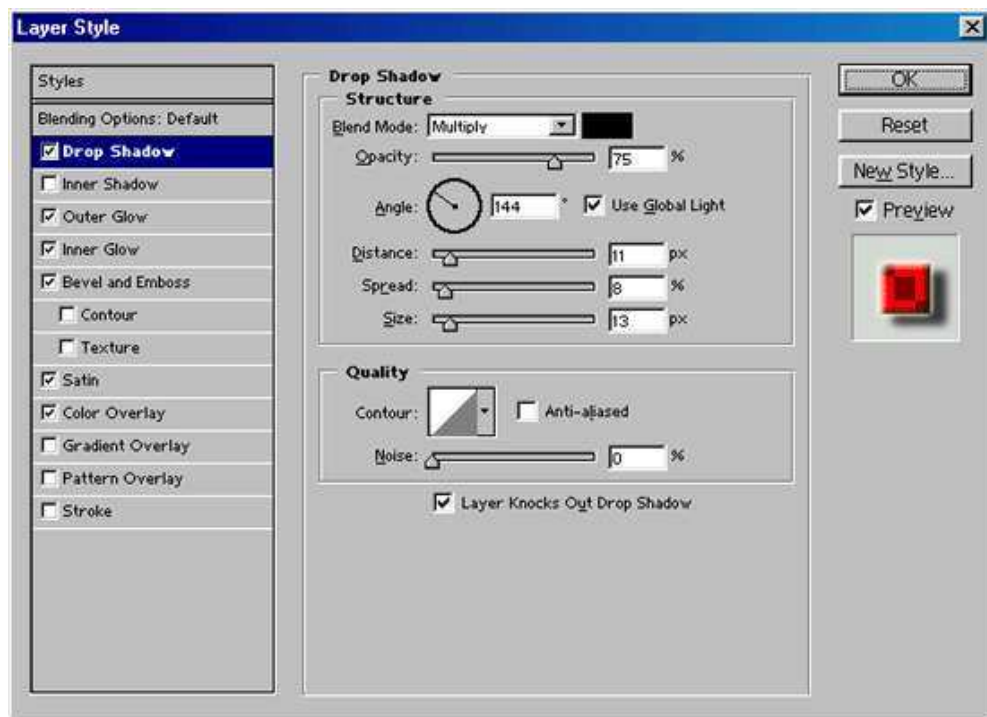 Layer Style
Styles
Blending Options: Default
Drop Shadow
Inner Shadow
Outer Glow
Inner Glow
Bevel and Emboss
Contour
Texture
Satin
Color Overlay
Gradient Overlay
Pattern Overlay
Stroke
Drop Shadow
Structure
Blend Mode: Multiply
Opacity: 75 %
Angle: 144 ° Use Global Light
Distance: 11 px
Spread: 8 %
Size: 13 px
Quality
Contour: Anti-aliased
Noise: 0 %
Layer Knocks Out Drop Shadow
OK
Reset
New Style...
Preview